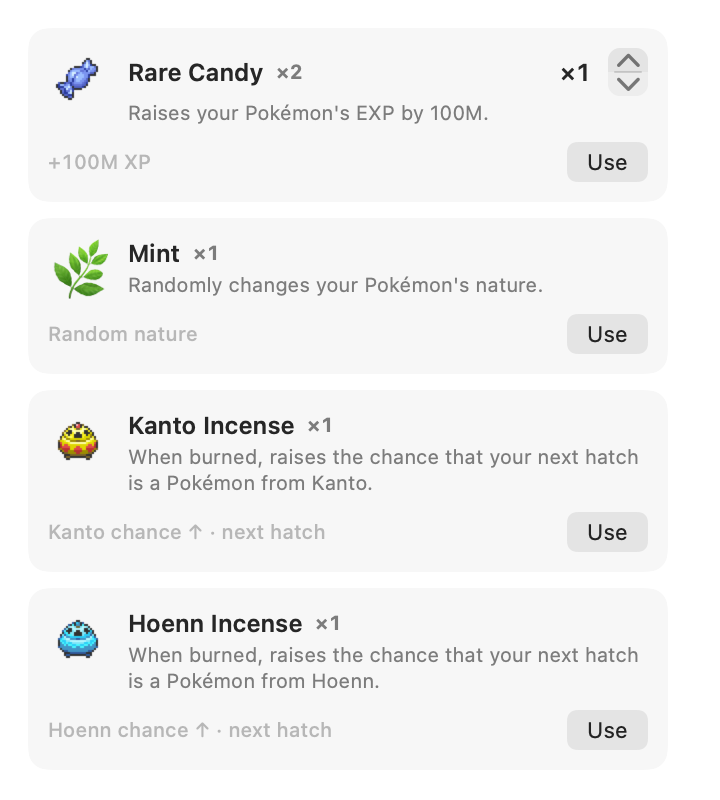 Rare Candy ×2 ×1
Raises your Pokémon's EXP by 100M.
+100M XP Use
Mint ×1
Randomly changes your Pokémon's nature.
Random nature Use
Kanto Incense ×1
When burned, raises the chance that your next hatch
is a Pokémon from Kanto.
Kanto chance ↑ · next hatch Use
Hoenn Incense ×1
When burned, raises the chance that your next hatch
is a Pokémon from Hoenn.
Hoenn chance ↑ · next hatch Use